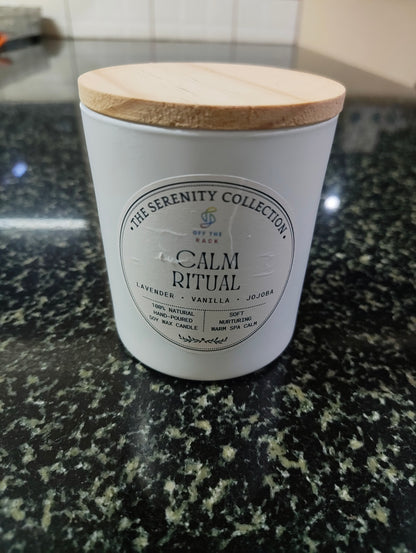 • THE SERENITY COLLECTION •
OFF THE
RACK
CALM
RITUAL
LAVENDER • VANILLA • JOJOBA
100% NATURAL
HAND-POURED
SOY WAX CANDLE
SOFT
NURTURING
WARM SPA CALM